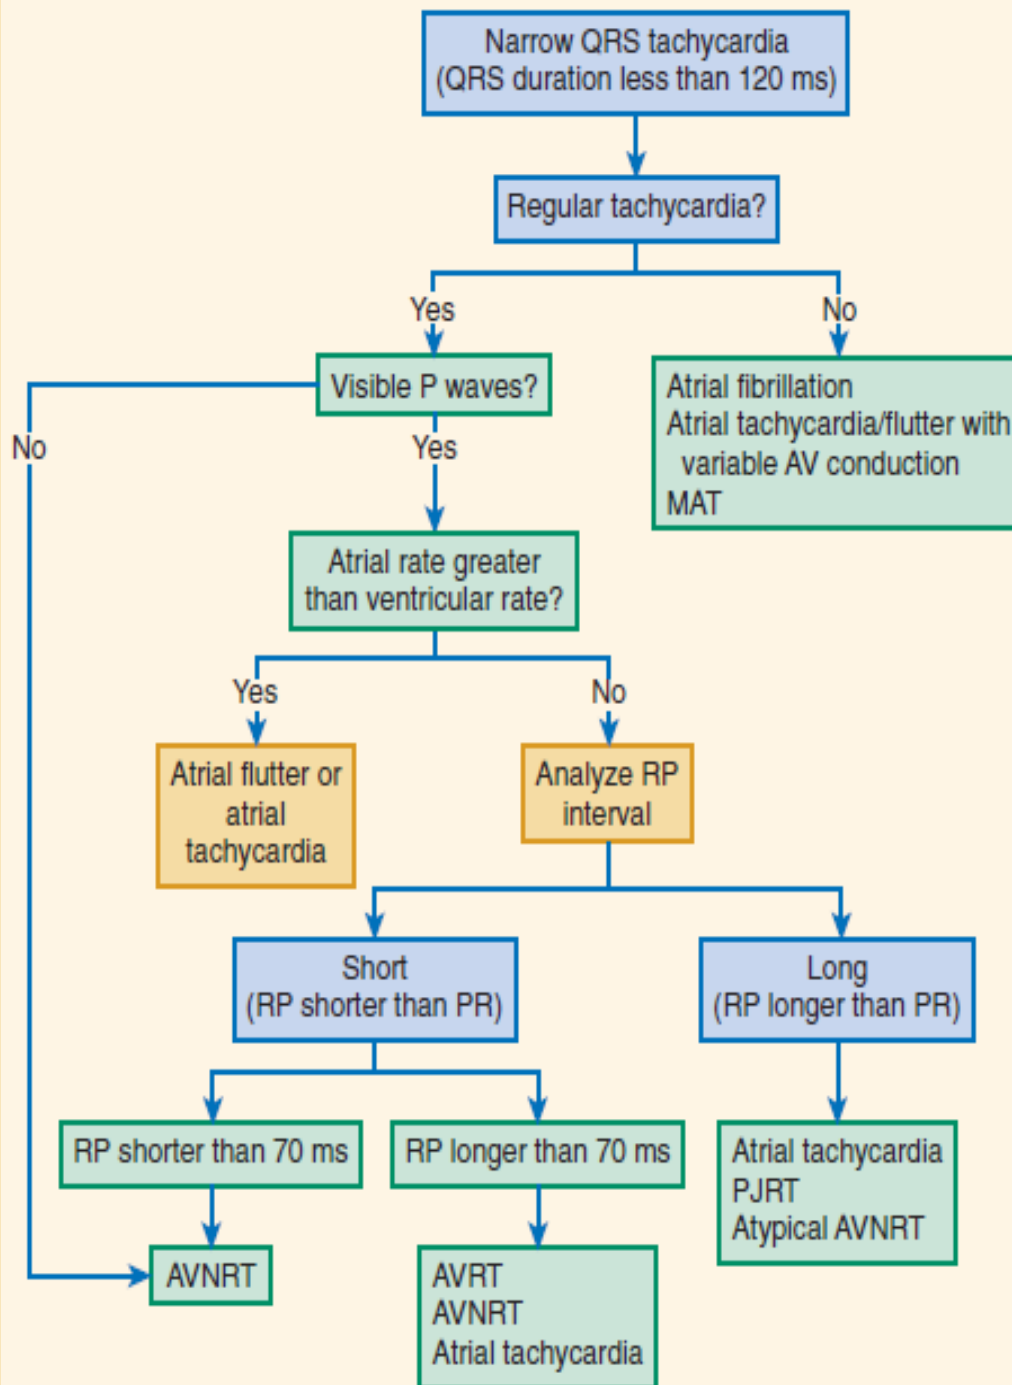 Narrow QRS tachycardia
(QRS duration less than 120 ms)
Regular tachycardia?
Yes
No
Visible P waves?
Atrial fibrillation
Atrial tachycardia/flutter with
variable AV conduction
MAT
No
Yes
Atrial rate greater
than ventricular rate?
Yes
No
Atrial flutter or
atrial
tachycardia
Analyze RP
interval
Short
(RP shorter than PR)
Long
(RP longer than PR)
RP shorter than 70 ms
RP longer than 70 ms
Atrial tachycardia
PJRT
Atypical AVNRT
AVNRT
AVRT
AVNRT
Atrial tachycardia